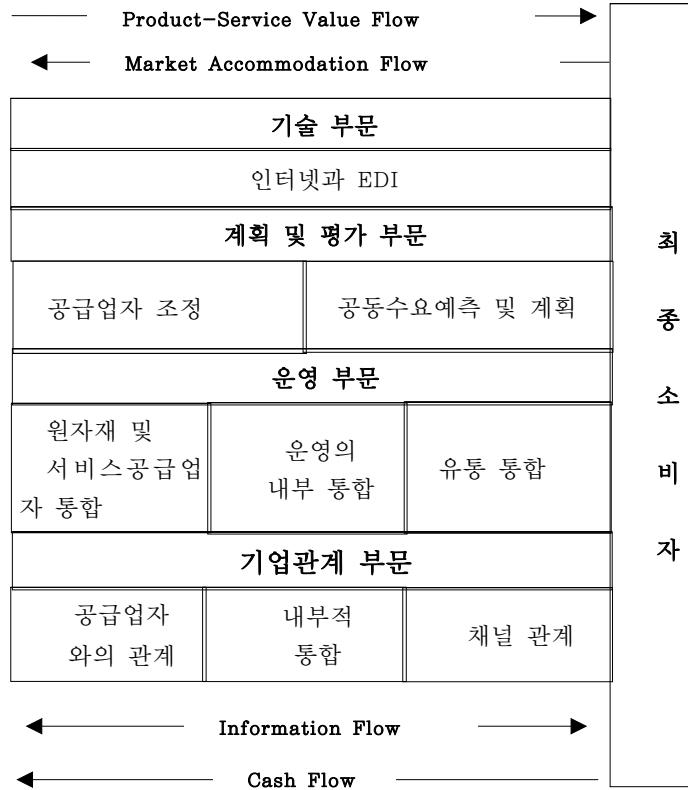 Product-Service Value Flow
Market Accommodation Flow
기술 부문
인터넷과 EDI
계획 및 평가 부문
공급업자 조정
공동수요예측 및 계획
운영 부문
원자재 및
서비스공급업
자 통합
운영의
내부 통합
유통 통합
기업관계 부문
공급업자
와의 관계
내부적
통합
채널 관계
최
종
소
비
자
Information Flow
Cash Flow